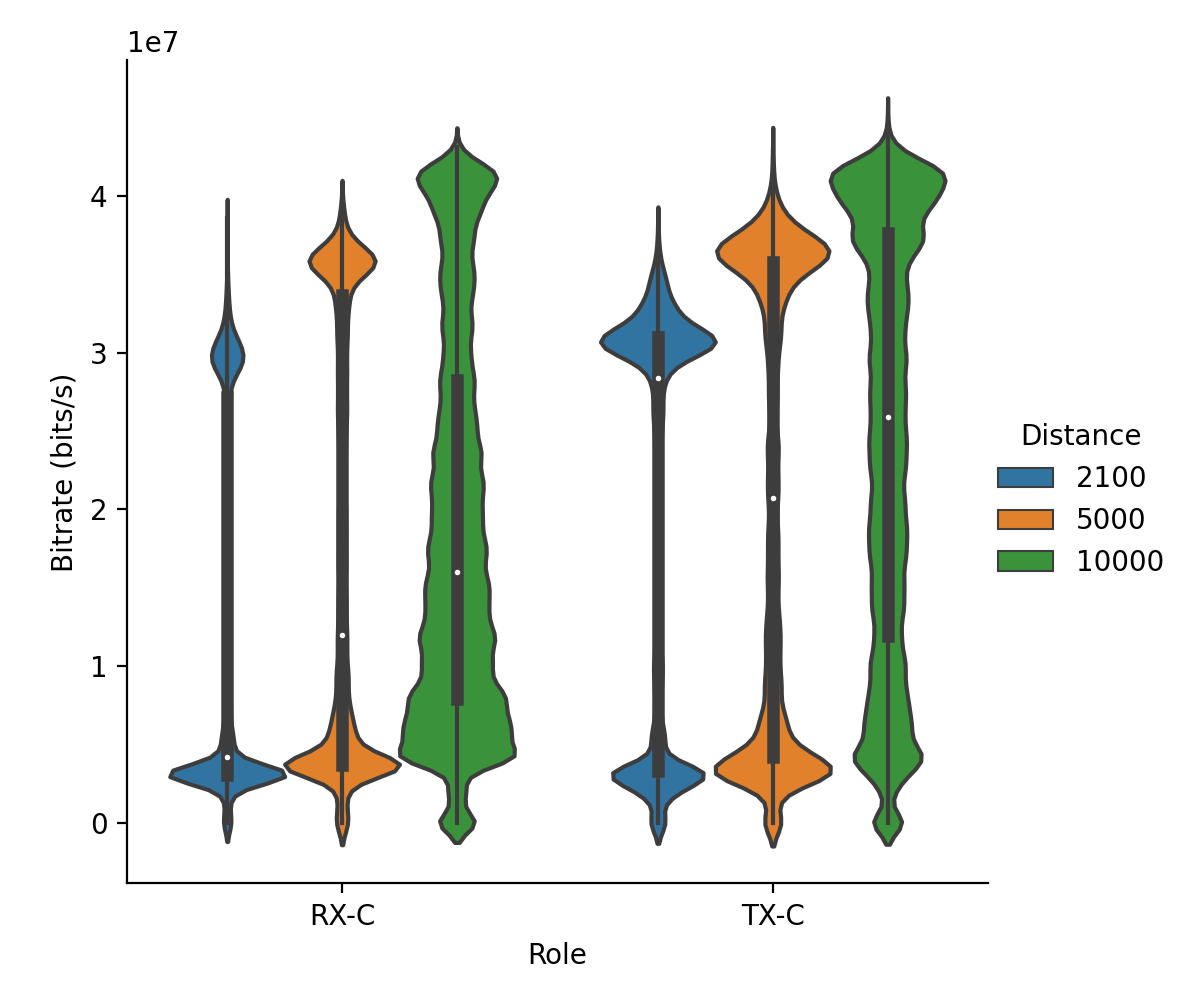 1e7
4
3
2
1
0
Bitrate (bits/s)
RX-C
TX-C
Role
Distance
2100
5000
10000